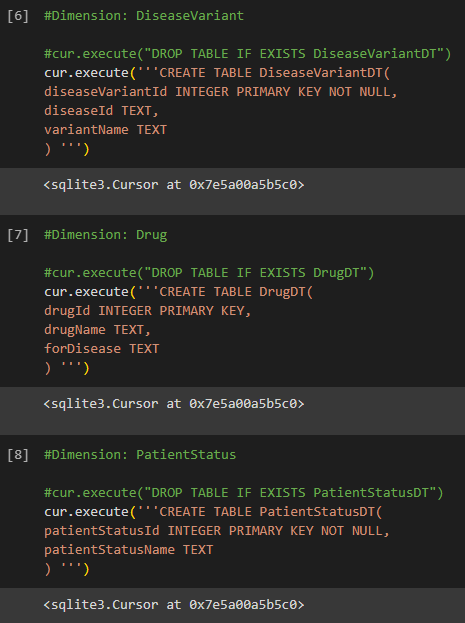 [6] #Dimension: DiseaseVariant
#cur.execute("DROP TABLE IF EXISTS DiseaseVariantDT")
cur.execute('''CREATE TABLE DiseaseVariantDT(
diseaseVariantId INTEGER PRIMARY KEY NOT NULL,
diseaseId TEXT,
variantName TEXT
) ''')
<sqlite3.Cursor at 0x7e5a00a5b5c0>
[7] #Dimension: Drug
#cur.execute("DROP TABLE IF EXISTS DrugDT")
cur.execute('''CREATE TABLE DrugDT(
drugId INTEGER PRIMARY KEY,
drugName TEXT,
forDisease TEXT
) ''')
<sqlite3.Cursor at 0x7e5a00a5b5c0>
[8] #Dimension: PatientStatus
#cur.execute("DROP TABLE IF EXISTS PatientStatusDT")
cur.execute('''CREATE TABLE PatientStatusDT(
patientStatusId INTEGER PRIMARY KEY NOT NULL,
patientStatusName TEXT
) ''')
<sqlite3.Cursor at 0x7e5a00a5b5c0>